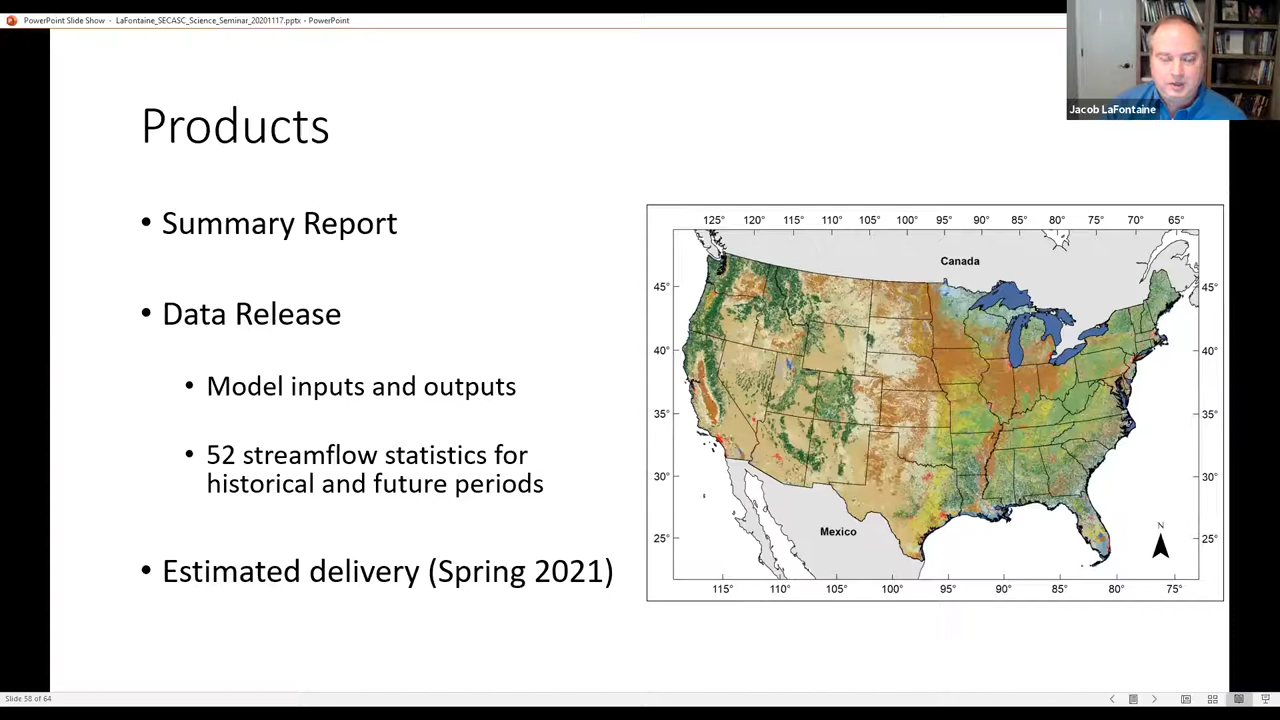 PowerPoint Slide Show - LaFontaine_SECASC_Science_Seminar_20201117.pptx - PowerPoint
Jacob LaFontaine
Products
• Summary Report
• Data Release
• Model inputs and outputs
• 52 streamflow statistics for
historical and future periods
• Estimated delivery (Spring 2021)
125° 120° 115° 110° 105° 100° 95° 90° 85° 80° 75° 70° 65°
Canada
45° 45°
40° 40°
35° 35°
30° 30°
Mexico
N
25° 25°
115° 110° 105° 100° 95° 90° 85° 80° 75°
Slide 58 of 64